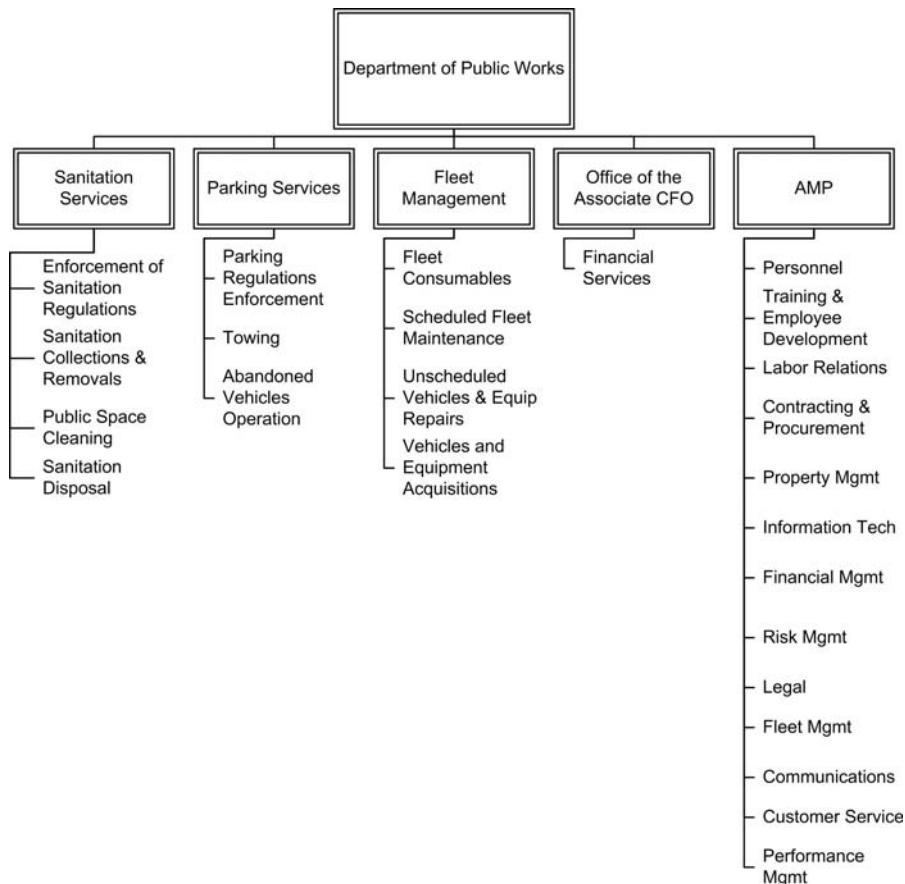 Department of Public Works
Sanitation
Services
Parking Services
Fleet
Management
Office of the
Associate CFO
AMP
Enforcement of
Sanitation
Regulations
Sanitation
Collections &
Removals
Public Space
Cleaning
Sanitation
Disposal
Parking
Regulations
Enforcement
Towing
Abandoned
Vehicles
Operation
Fleet
Consumables
Scheduled Fleet
Maintenance
Unscheduled
Vehicles & Equip
Repairs
Vehicles and
Equipment
Acquisitions
Financial
Services
Personnel
Training &
Employee
Development
Labor Relations
Contracting &
Procurement
Property Mgmt
Information Tech
Financial Mgmt
Risk Mgmt
Legal
Fleet Mgmt
Communications
Customer Service
Performance
Mgmt